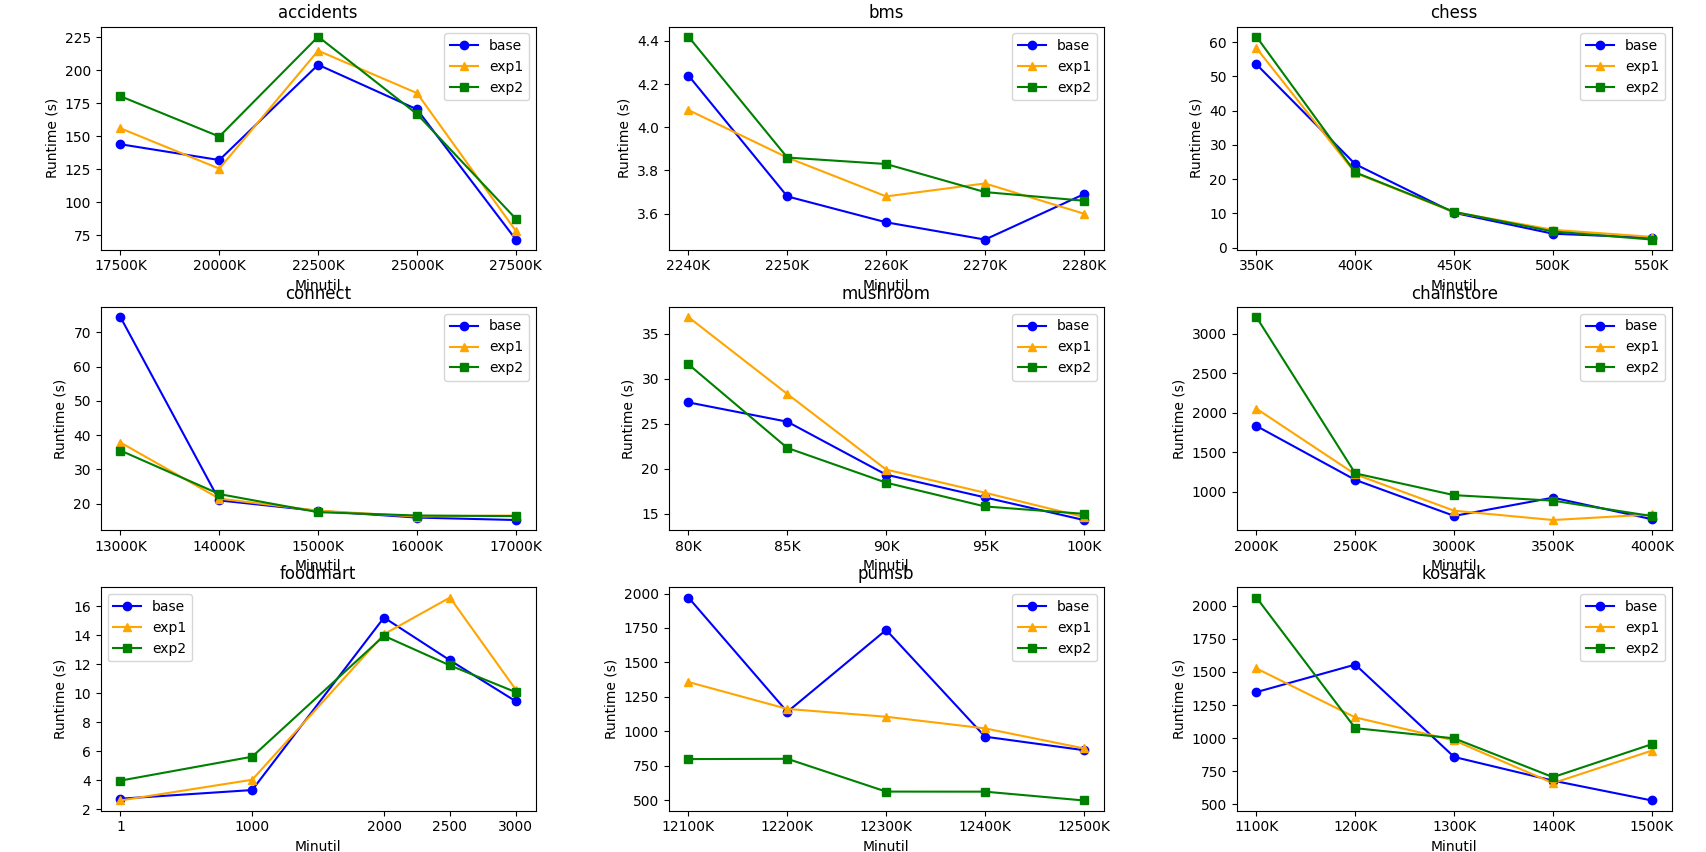 accidents
Runtime (s)
225
200
175
150
125
100
75
base
exp1
exp2
17500K 20000K 22500K 25000K 27500K
Minutil
bms
Runtime (s)
4.4
4.2
4.0
3.8
3.6
base
exp1
exp2
2240K 2250K 2260K 2270K 2280K
Minutil
chess
Runtime (s)
60
50
40
30
20
10
0
base
exp1
exp2
350K 400K 450K 500K 550K
Minutil
connect
Runtime (s)
70
60
50
40
30
20
base
exp1
exp2
13000K 14000K 15000K 16000K 17000K
Minutil
mushroom
Runtime (s)
35
30
25
20
15
base
exp1
exp2
80K 85K 90K 95K 100K
Minutil
chainstore
Runtime (s)
3000
2500
2000
1500
1000
base
exp1
exp2
2000K 2500K 3000K 3500K 4000K
Minutil
foodmart
Runtime (s)
16
14
12
10
8
6
4
2
base
exp1
exp2
1 1000 2000 2500 3000
Minutil
pumsb
Runtime (s)
2000
1750
1500
1250
1000
750
500
base
exp1
exp2
12100K 12200K 12300K 12400K 12500K
Minutil
kosarak
Runtime (s)
2000
1750
1500
1250
1000
750
500
base
exp1
exp2
1100K 1200K 1300K 1400K 1500K
Minutil